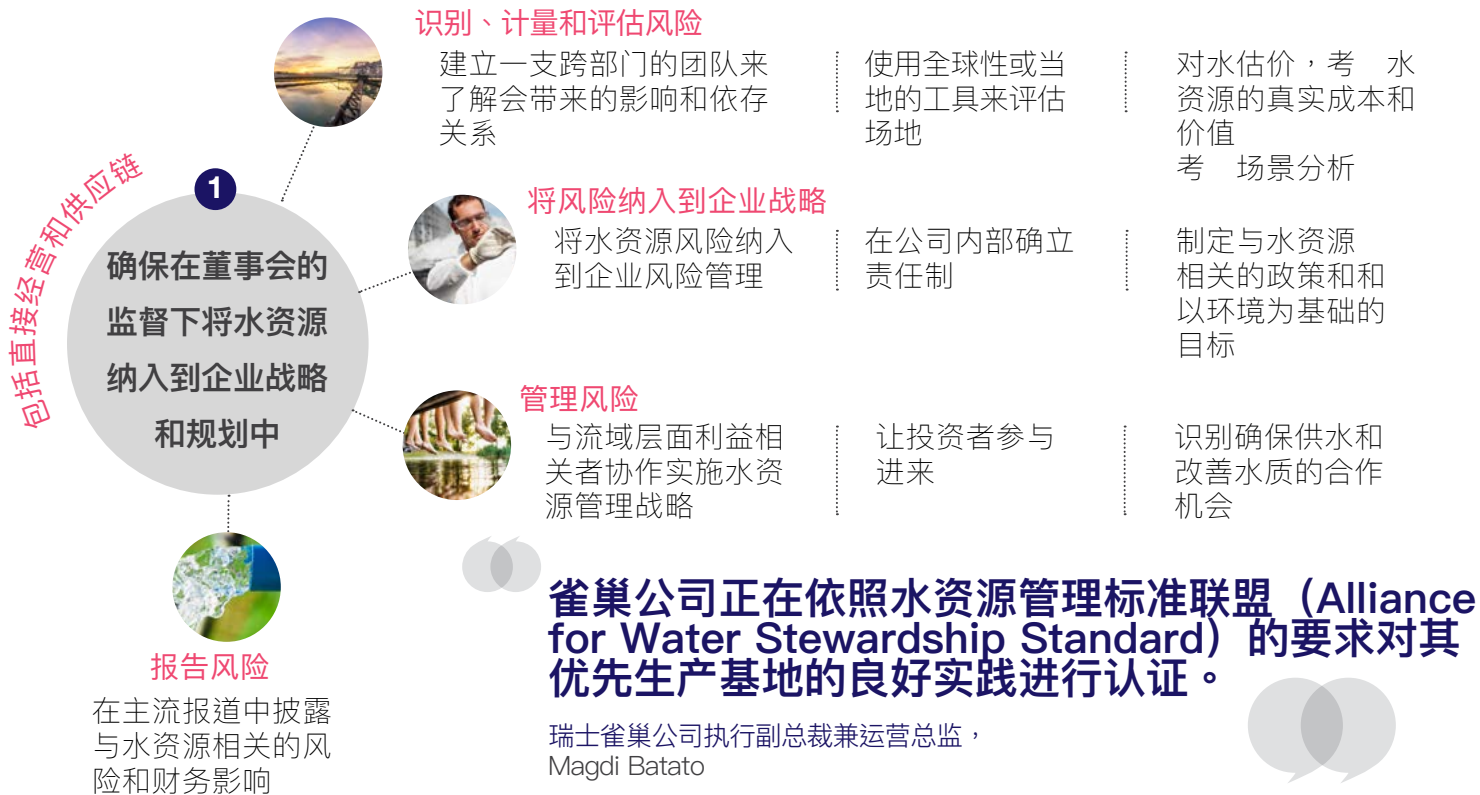 识别、计量和评估风险
建立一支跨部门的团队来
了解会带来的影响和依存
关系
使用全球性或当
地的工具来评估
场地
对水估价，考 水
资源的真实成本和
价值
考 场景分析
包括直接经营和供应链
1
确保在董事会的
监督下将水资源
纳入到企业战略
和规划中
将风险纳入到企业战略
将水资源风险纳入
到企业风险管理
在公司内部确立
责任制
制定与水资源
相关的政策和和
以环境为基础的
目标
管理风险
与流域层面利益相
关者协作实施水资
源管理战略
让投资者参与
进来
识别确保供水和
改善水质的合作
机会
报告风险
在主流报道中披露
与水资源相关的风
险和财务影响
雀巢公司正在依照水资源管理标准联盟（Alliance
for Water Stewardship Standard）的要求对其
优先生产基地的良好实践进行认证。
瑞士雀巢公司执行副总裁兼运营总监，
Magdi Batato